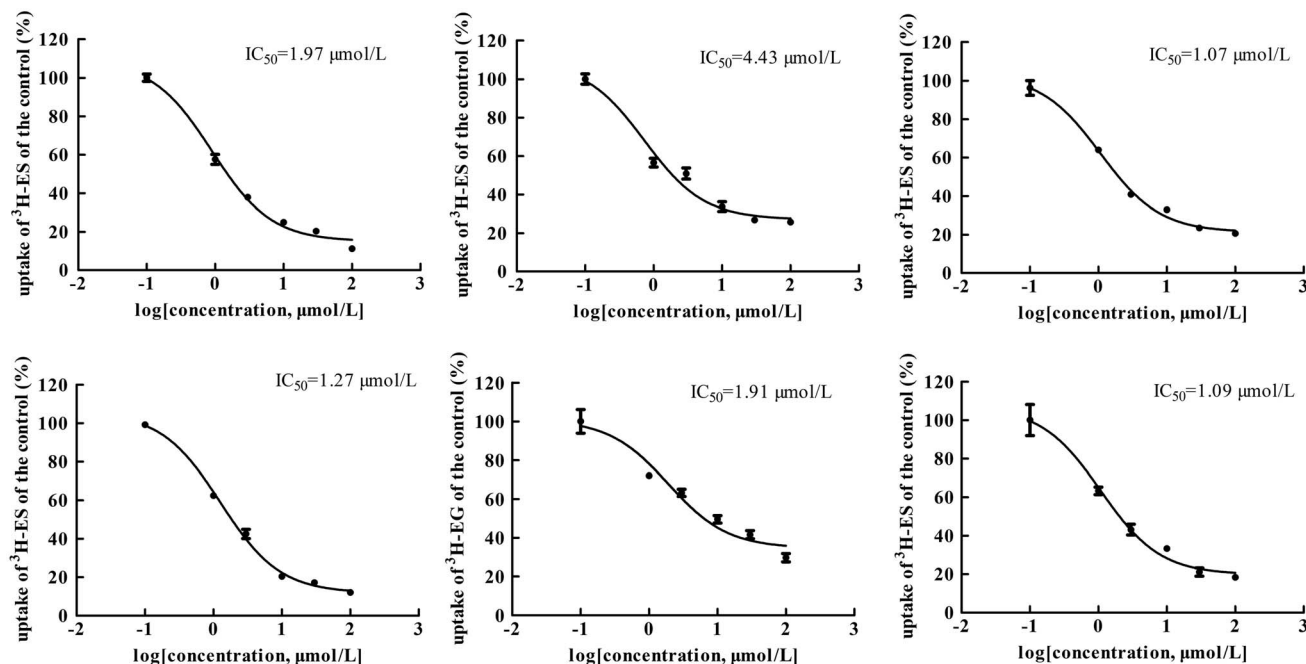 uptake of ³H-ES of the control (%)
IC₅₀=1.97 μmol/L
120
100
80
60
40
20
0
-2 -1 0 1 2 3
log[concentration, μmol/L]
uptake of ³H-ES of the control (%)
IC₅₀=4.43 μmol/L
120
100
80
60
40
20
0
-2 -1 0 1 2 3
log[concentration, μmol/L]
uptake of ³H-ES of the control (%)
IC₅₀=1.07 μmol/L
120
100
80
60
40
20
0
-2 -1 0 1 2 3
log[concentration, μmol/L]
uptake of ³H-ES of the control (%)
IC₅₀=1.27 μmol/L
120
100
80
60
40
20
0
-2 -1 0 1 2 3
log[concentration, μmol/L]
uptake of ³H-EG of the control (%)
IC₅₀=1.91 μmol/L
120
100
80
60
40
20
0
-2 -1 0 1 2 3
log[concentration, μmol/L]
uptake of ³H-ES of the control (%)
IC₅₀=1.09 μmol/L
120
100
80
60
40
20
0
-2 -1 0 1 2 3
log[concentration, μmol/L]